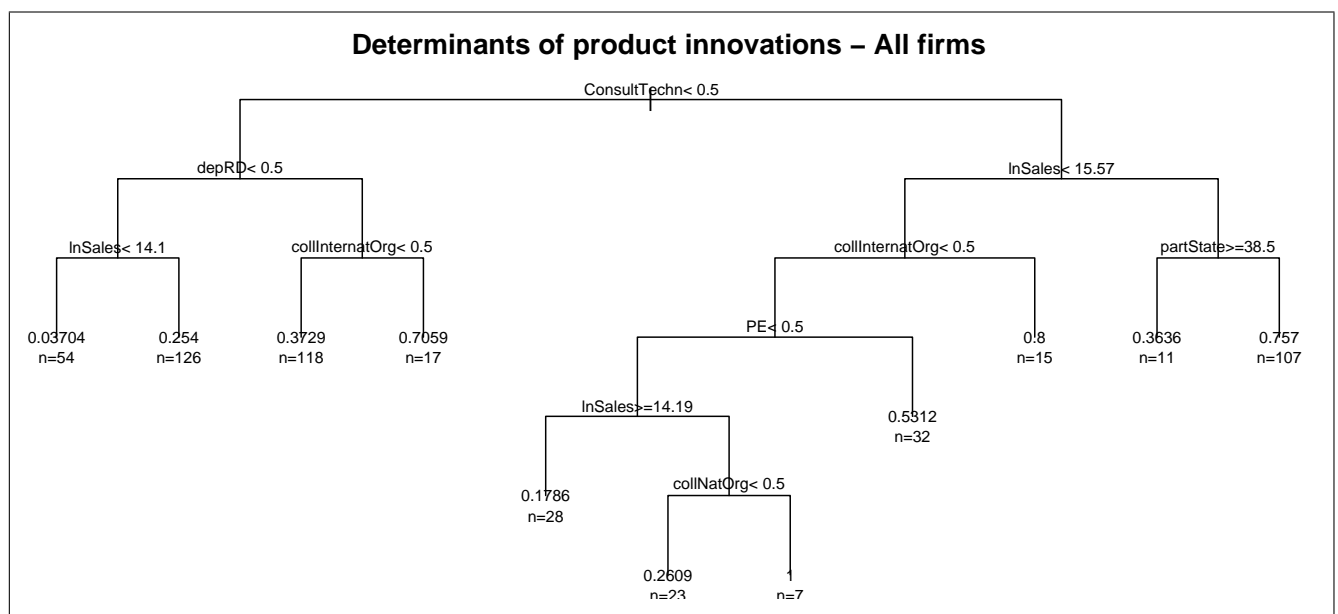 Determinants of product innovations – All firms
ConsultTechn< 0.5
depRD< 0.5
lnSales< 15.57
lnSales< 14.1
collInternatOrg< 0.5
collInternatOrg< 0.5
partState>=38.5
0.03704
n=54
0.254
n=126
0.3729
n=118
0.7059
n=17
PE< 0.5
0.8
n=15
0.3636
n=11
0.757
n=107
lnSales>=14.19
0.5312
n=32
0.1786
n=28
collNatOrg< 0.5
0.2609
n=23
1
n=7